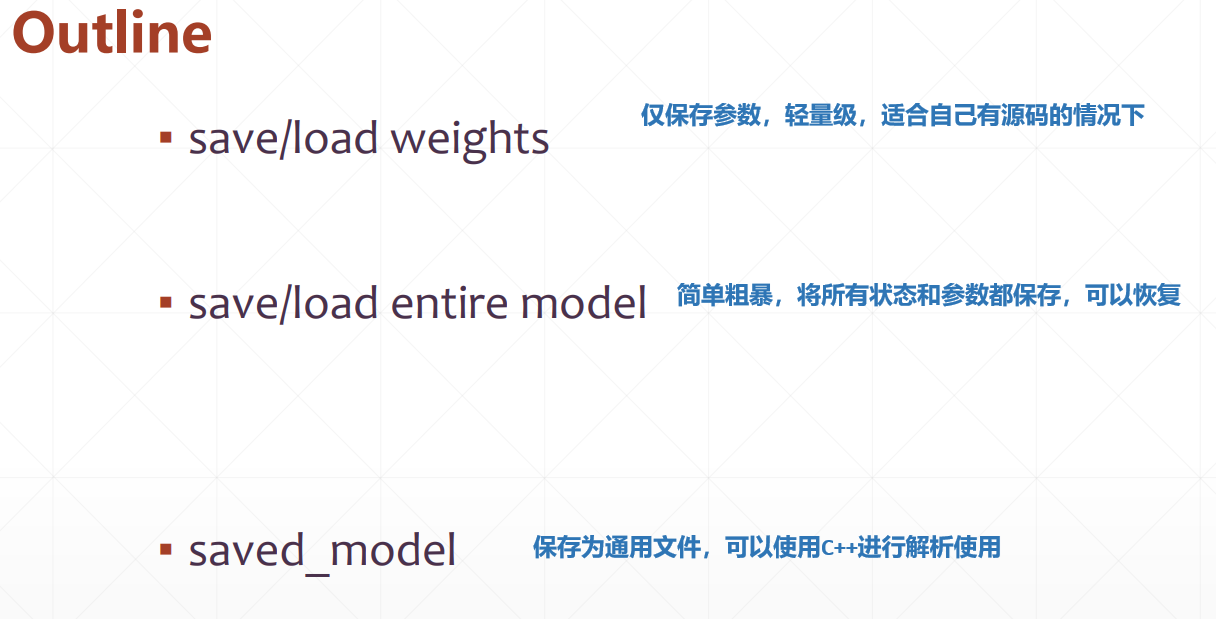 Outline
save/load weights
仅保存参数，轻量级，适合自己有源码的情况下
save/load entire model
简单粗暴，将所有状态和参数都保存，可以恢复
saved_model
保存为通用文件，可以使用C++进行解析使用